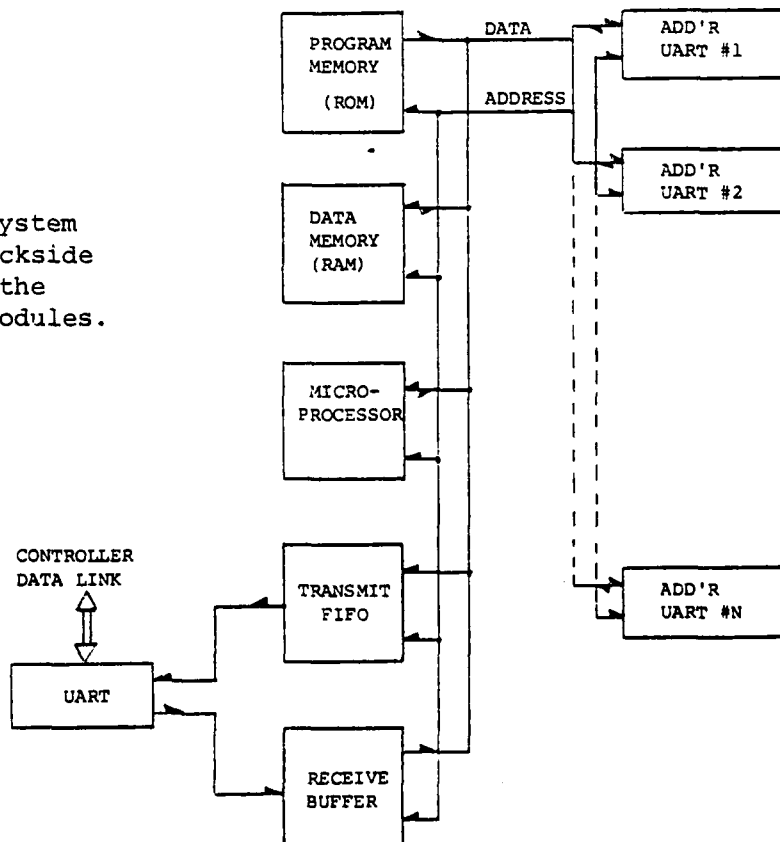 PROGRAM
MEMORY
(ROM)
DATA
ADDRESS
ADD'R
UART #1
ADD'R
UART #2
ystem
ckside
the
odules.
DATA
MEMORY
(RAM)
MICRO-
PROCESSOR
CONTROLLER
DATA LINK
TRANSMIT
FIFO
ADD'R
UART #N
UART
RECEIVE
BUFFER